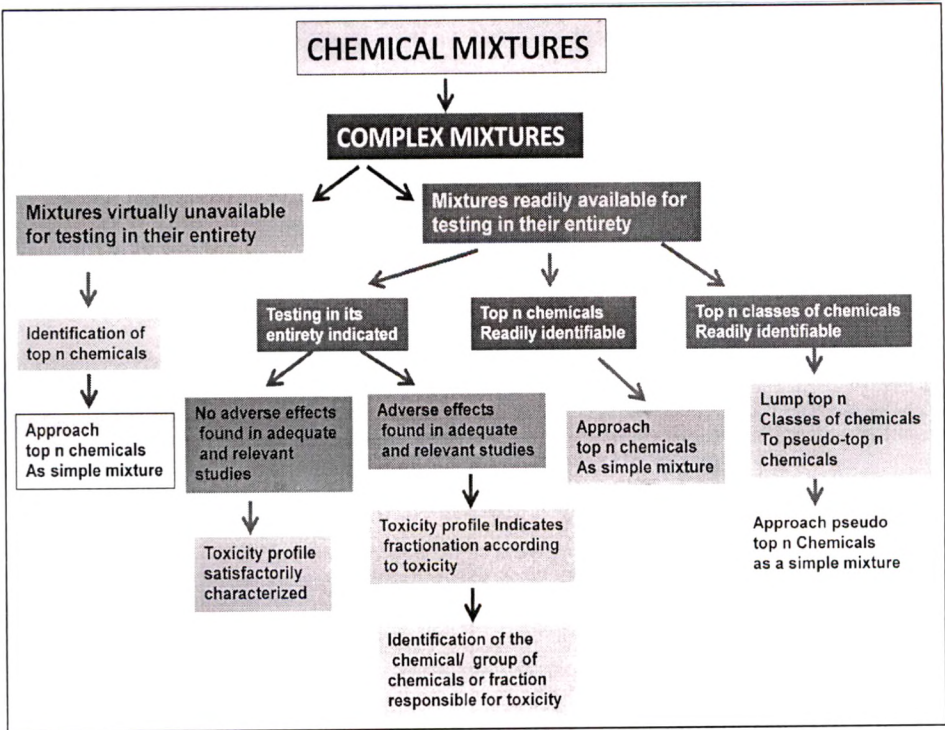 CHEMICAL MIXTURES
COMPLEX MIXTURES
Mixtures virtually unavailable
for testing in their entirety
Mixtures readily available for
testing in their entirety
Identification of
top n chemicals
Testing in its
entirety indicated
Top n chemicals
Readily identifiable
Top n classes of chemicals
Readily identifiable
Approach
top n chemicals
As simple mixture
No adverse effects
found in adequate
and relevant
studies
Adverse effects
found in adequate
and relevant studies
Approach
top n chemicals
As simple mixture
Lump top n
Classes of chemicals
To pseudo-top n
chemicals
Toxicity profile
satisfactorily
characterized
Toxicity profile Indicates
fractionation according
to toxicity
Approach pseudo
top n Chemicals
as a simple mixture
Identification of the
chemical/ group of
chemicals or fraction
responsible for toxicity